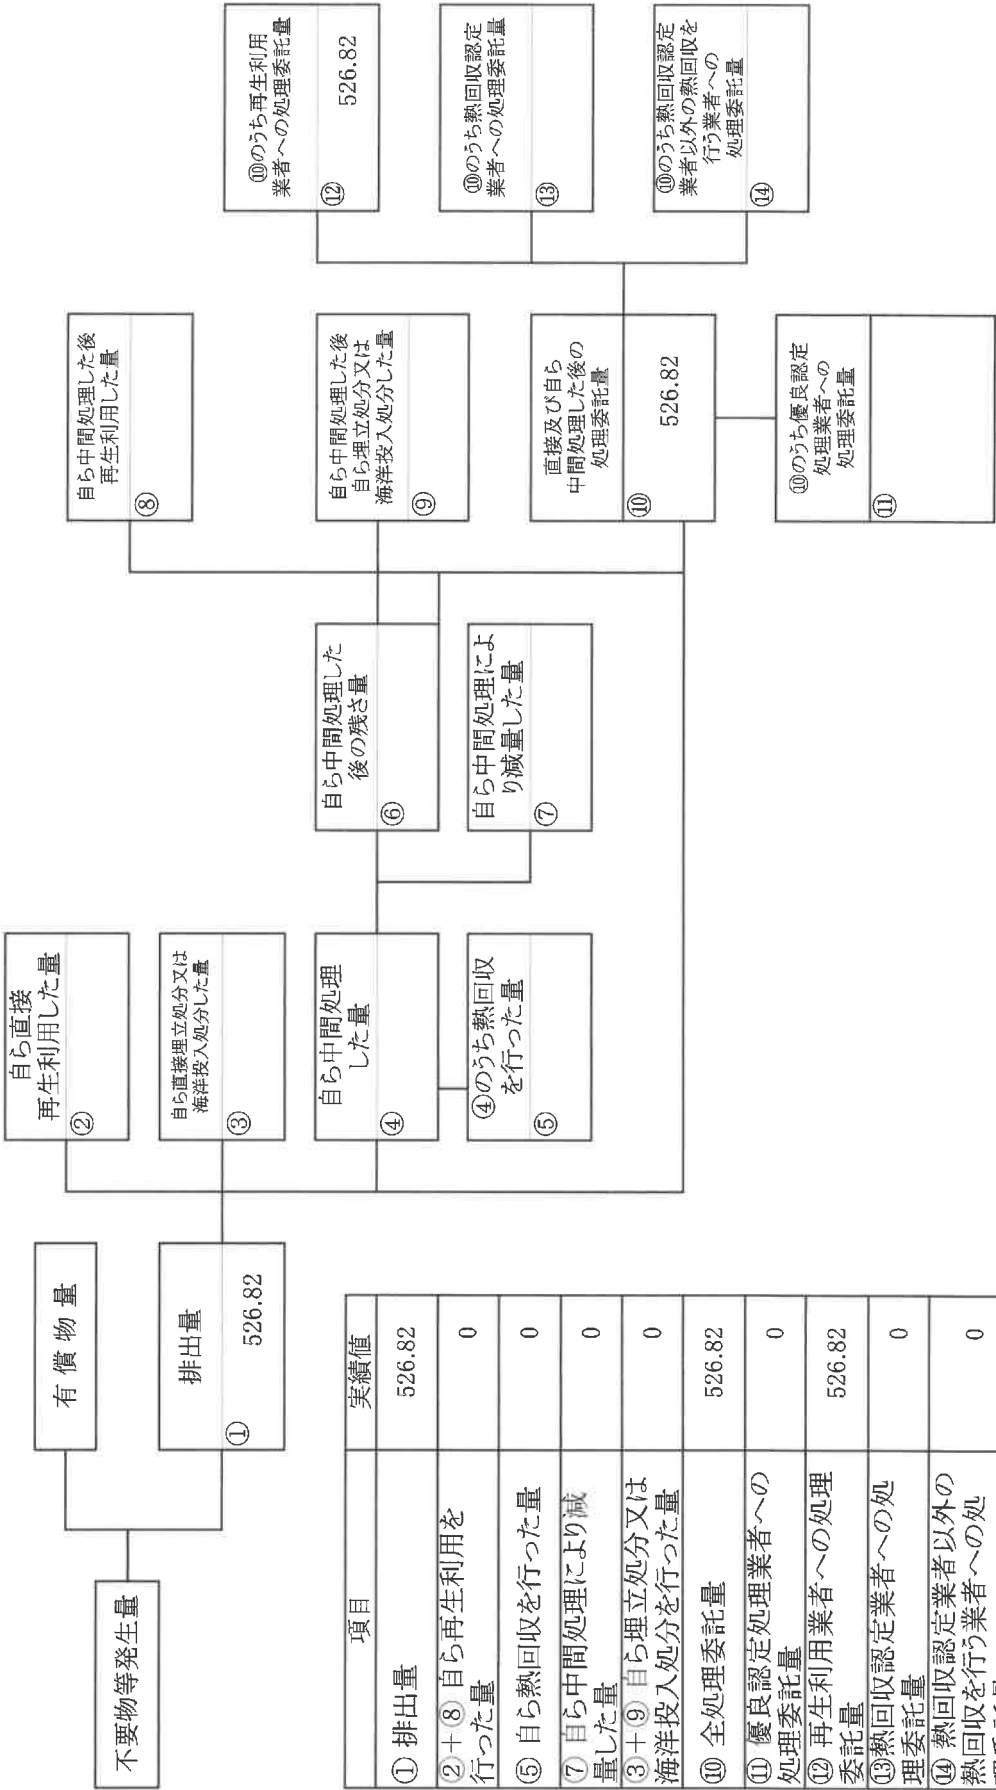 不要物等発生量
有償物量
排出量
①
526.82
自ら直接
再生利用した量
②
自ら直接埋立処分又は
海洋投入処分した量
③
自ら中間処理
した量
④
④のうち熱回収
を行った量
⑤
自ら中間処理した
後の残さ量
⑥
自ら中間処理によ
り減量した量
⑦
自ら中間処理した後
再生利用した量
⑧
自ら中間処理した後
自ら埋立処分又は
海洋投入処分した量
⑨
直接及び自ら
中間処理した後の
処理委託量
⑩
526.82
⑩のうち優良認定
処理業者への
処理委託量
⑪
⑩のうち再生利用
業者への処理委託量
⑫
526.82
⑩のうち熱回収認定
業者への処理委託量
⑬
⑩のうち熱回収認定
業者以外の熱回収を
行う業者への
処理委託量
⑭
項目 実績値
①排出量 526.82
②+⑧自ら再生利用を
行った量 0
⑤自ら熱回収を行った量 0
⑦自ら中間処理により減
量した量 0
③+⑨自ら埋立処分又は
海洋投入処分を行った量 0
⑩全処理委託量 526.82
⑪優良認定処理業者への
処理委託量 0
⑫再生利用業者への処理
委託量 526.82
⑬熱回収認定業者への処
理委託量 0
⑭熱回収認定業者以外の
熱回収を行う業者への処 0